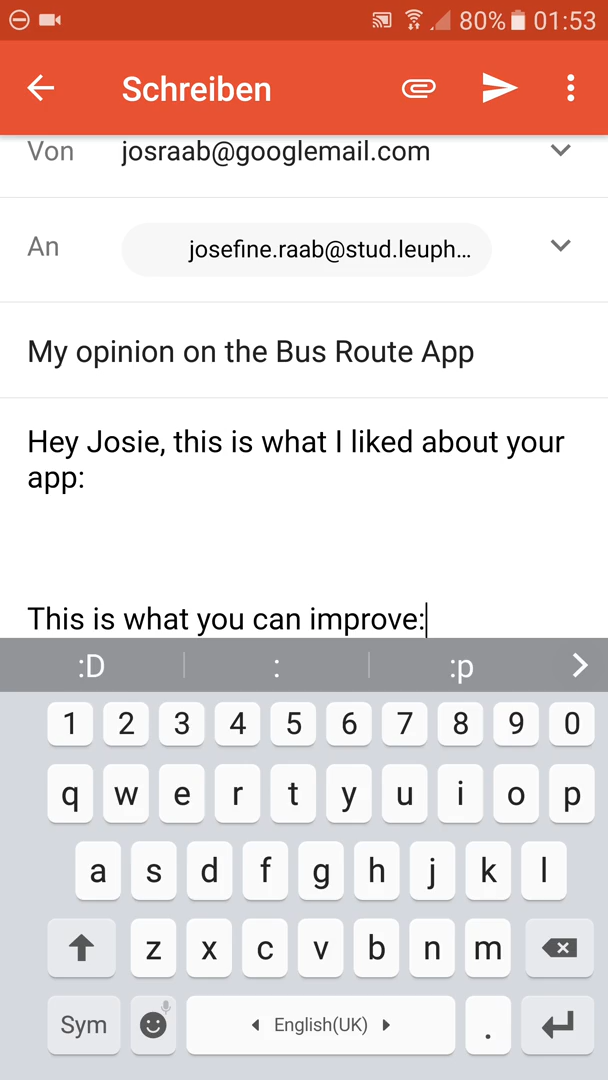 80% 01:53
Schreiben
Von josraab@googlemail.com
An josefine.raab@stud.leuph...
My opinion on the Bus Route App
Hey Josie, this is what I liked about your
app:
This is what you can improve:
:D : :p
1 2 3 4 5 6 7 8 9 0
q w e r t y u i o p
a s d f g h j k l
z x c v b n m
Sym English(UK) .